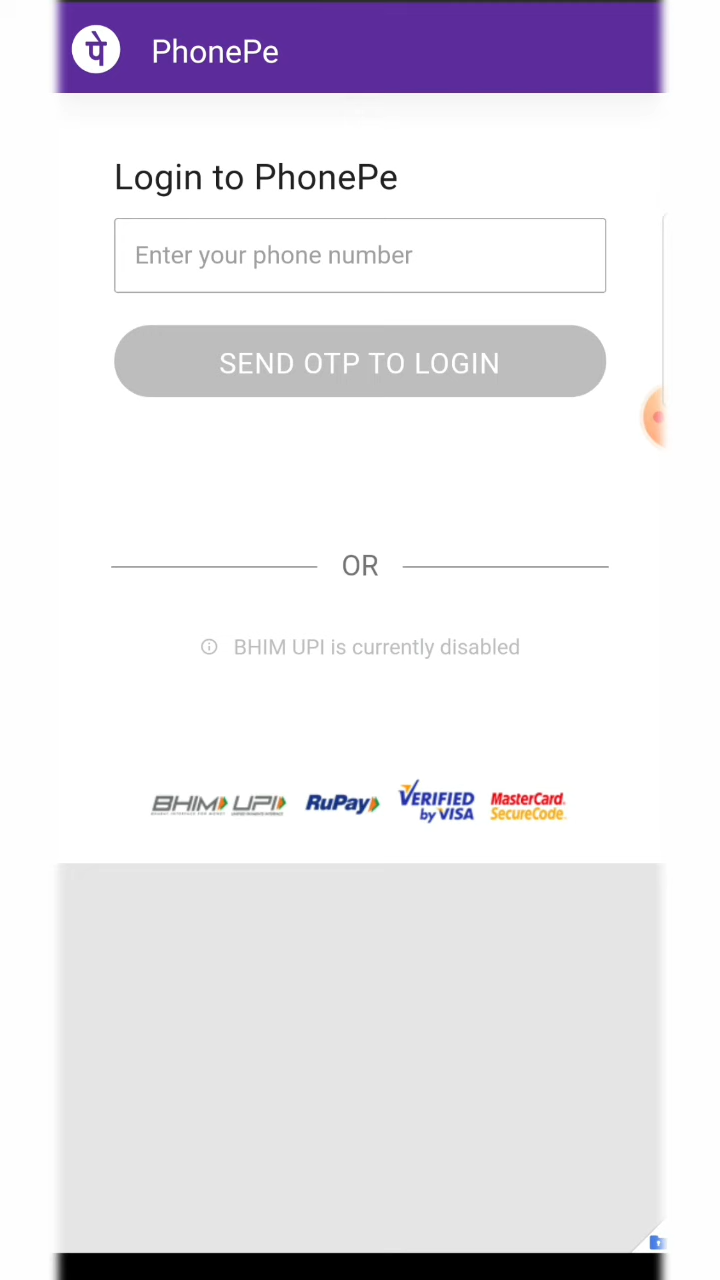 पे PhonePe
Login to PhonePe
Enter your phone number
SEND OTP TO LOGIN
OR
BHIM UPI is currently disabled
BHIM UPI RuPay VERIFIED by VISA MasterCard. SecureCode.